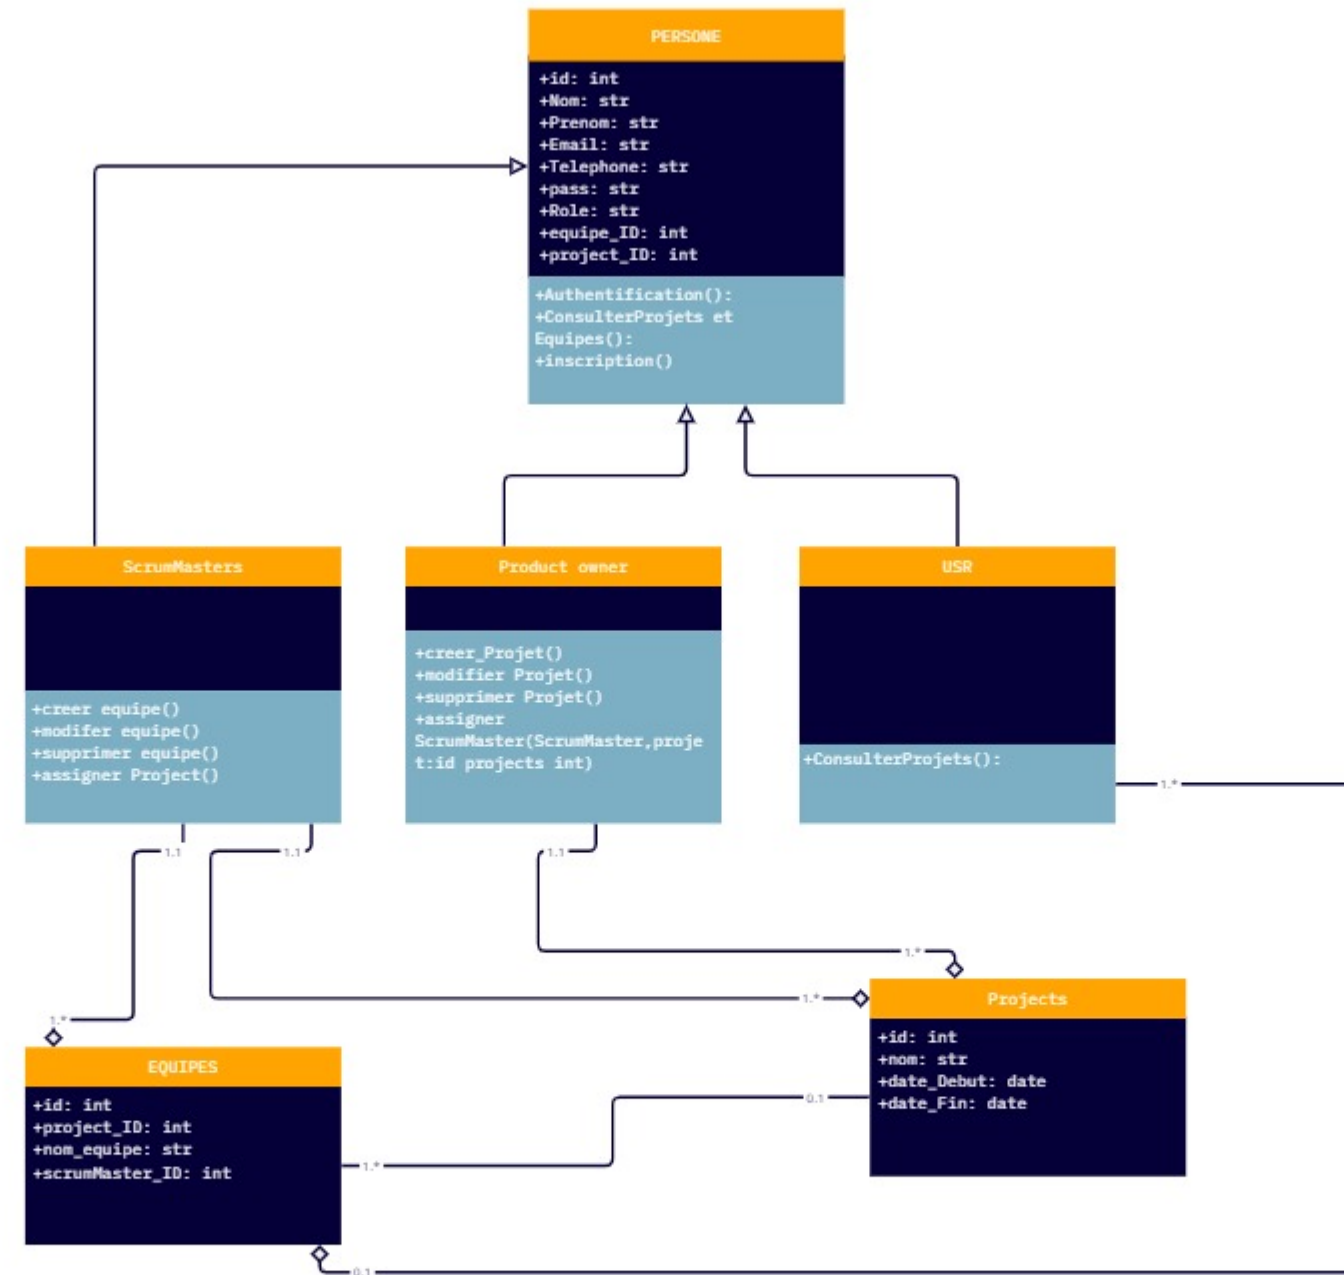 PERSONE
+id: int
+Nom: str
+Prenom: str
+Email: str
+Telephone: str
+pass: str
+Role: str
+equipe_ID: int
+project_ID: int
+Authentification():
+ConsulterProjets et
Equipes():
+inscription()
ScrumMasters
+creer equipe()
+modifer equipe()
+supprimer equipe()
+assigner Project()
Product owner
+creer_Projet()
+modifier Projet()
+supprimer Projet()
+assigner
ScrumMaster(ScrumMaster,proje
t:id projects int)
USR
+ConsulterProjets():
1.*
1.1
1.1
1.1
1.*
1.*
1.*
Projects
+id: int
+nom: str
+date_Debut: date
+date_Fin: date
EQUIPES
+id: int
+project_ID: int
+nom_equipe: str
+scrumMaster_ID: int
0.1
1.*
0.1